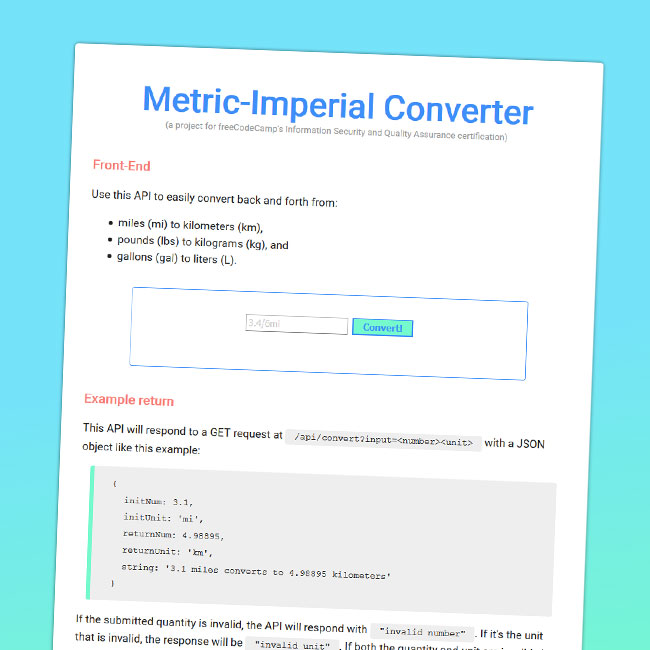 Metric-Imperial Converter
(a project for freeCodeCamp's Information Security and Quality Assurance certification)
Front-End
Use this API to easily convert back and forth from:
• miles (mi) to kilometers (km),
• pounds (lbs) to kilograms (kg), and
• gallons (gal) to liters (L).
3.4/6mi Convert!
Example return
This API will respond to a GET request at /api/convert?input=<number><unit> with a JSON
object like this example:
{
initNum: 3.1,
initUnit: 'mi',
returnNum: 4.98895,
returnUnit: 'km',
string: '3.1 miles converts to 4.98895 kilometers'
}
If the submitted quantity is invalid, the API will respond with "invalid number" . If it's the unit
that is invalid, the response will be "invalid unit" . If both the quantity and unit